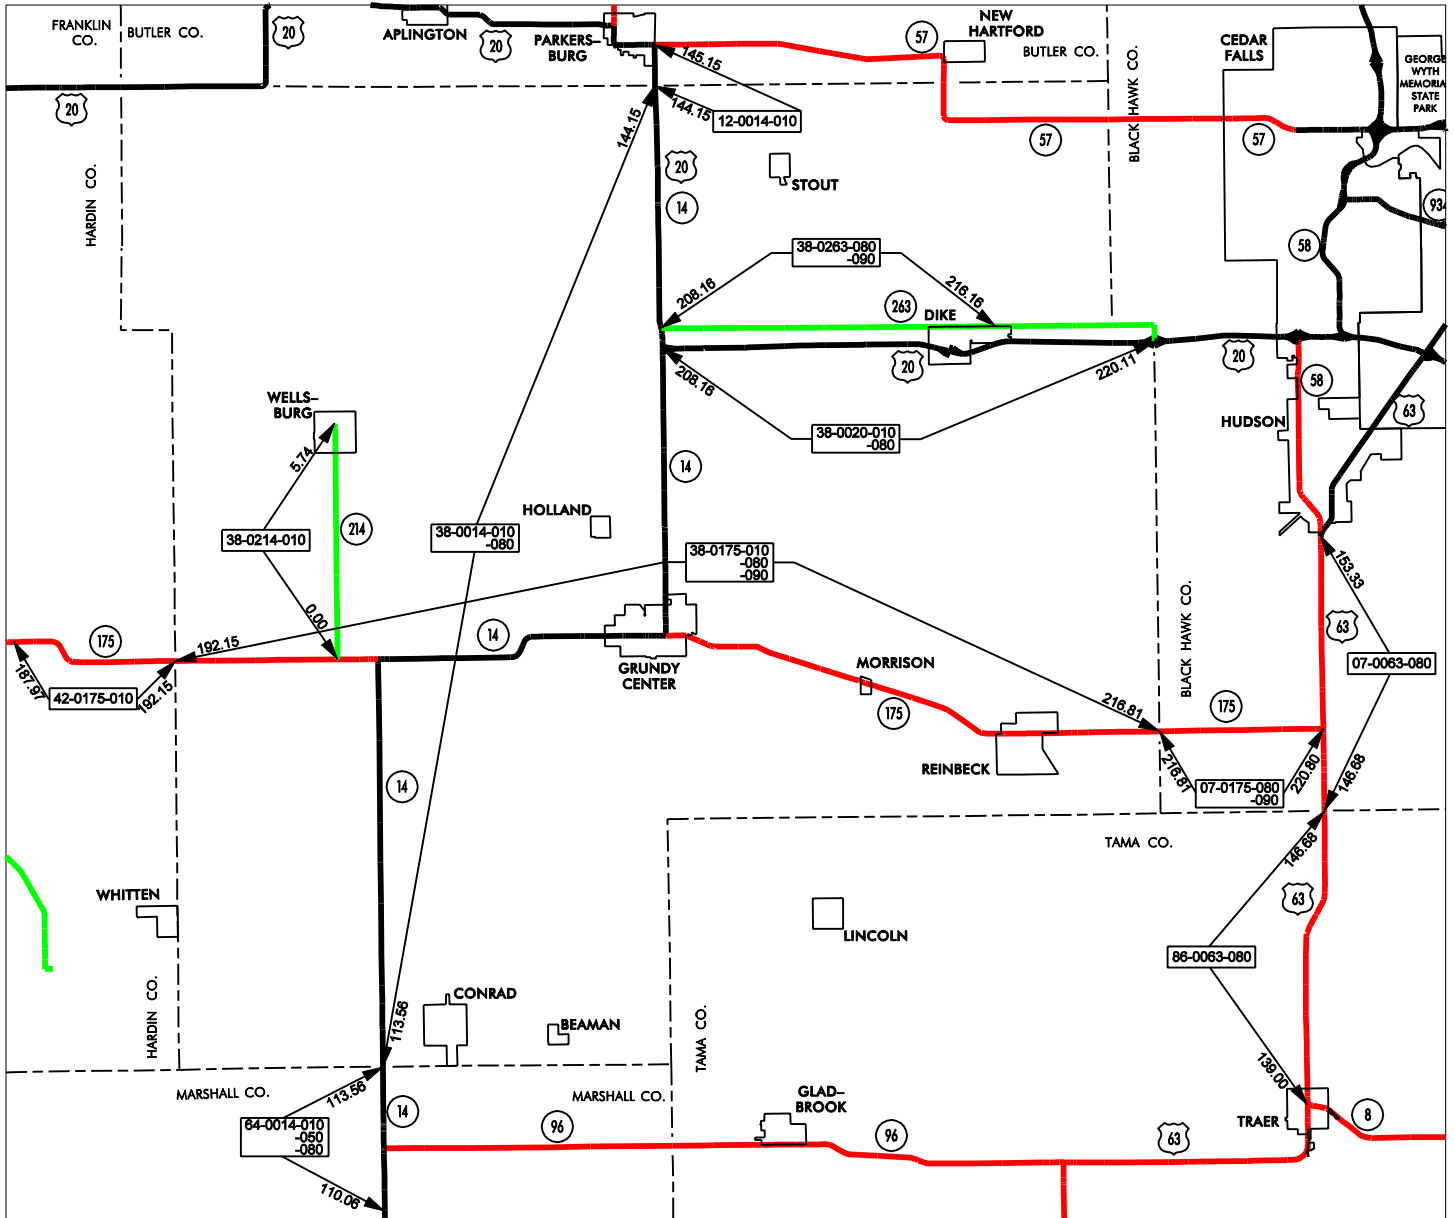 FRANKLIN
CO.
BUTLER CO.
20
APLINGTON
20
PARKERS–
BURG
NEW
HARTFORD
57
BUTLER CO.
CEDAR
FALLS
GEORGE
WYTH
MEMORIA
STATE
PARK
20
145.15
144.15
144.15
12-0014-010
57
57
BLACK HAWK CO.
HARDIN CO.
20
14
STOUT
934
58
38-0263-080
-090
208.16
216.16
263
DIKE
20
20
208.16
220.11
58
63
HUDSON
38-0020-010
-080
WELLS–
BURG
5.74
14
38-0214-010
214
HOLLAND
38-0014-010
-080
38-0175-010
-080
-090
153.33
0.00
175
192.15
14
BLACK HAWK CO.
63
187.97
42-0175-010
192.15
GRUNDY
CENTER
MORRISON
07-0063-080
175
216.81
175
REINBECK
14
216.81
07-0175-080
-090
220.80
146.68
TAMA CO.
146.68
WHITTEN
63
LINCOLN
86-0063-080
CONRAD
HARDIN CO.
113.56
BEAMAN
TAMA CO.
139.00
MARSHALL CO.
113.56
MARSHALL CO.
GLAD–
BROOK
64-0014-010
-050
-080
14
96
96
63
TRAER
8
110.06